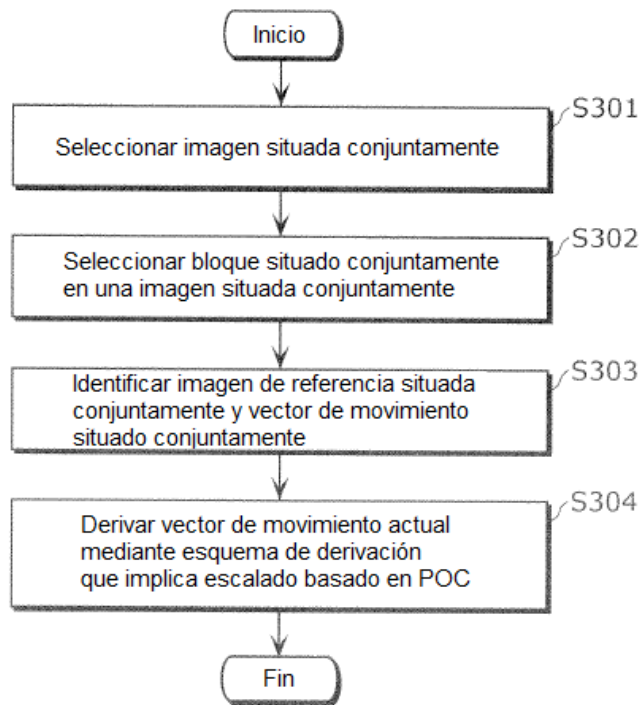 Inicio
S301
Seleccionar imagen situada conjuntamente
S302
Seleccionar bloque situado conjuntamente
en una imagen situada conjuntamente
S303
Identificar imagen de referencia situada
conjuntamente y vector de movimiento
situado conjuntamente
S304
Derivar vector de movimiento actual
mediante esquema de derivación
que implica escalado basado en POC
Fin